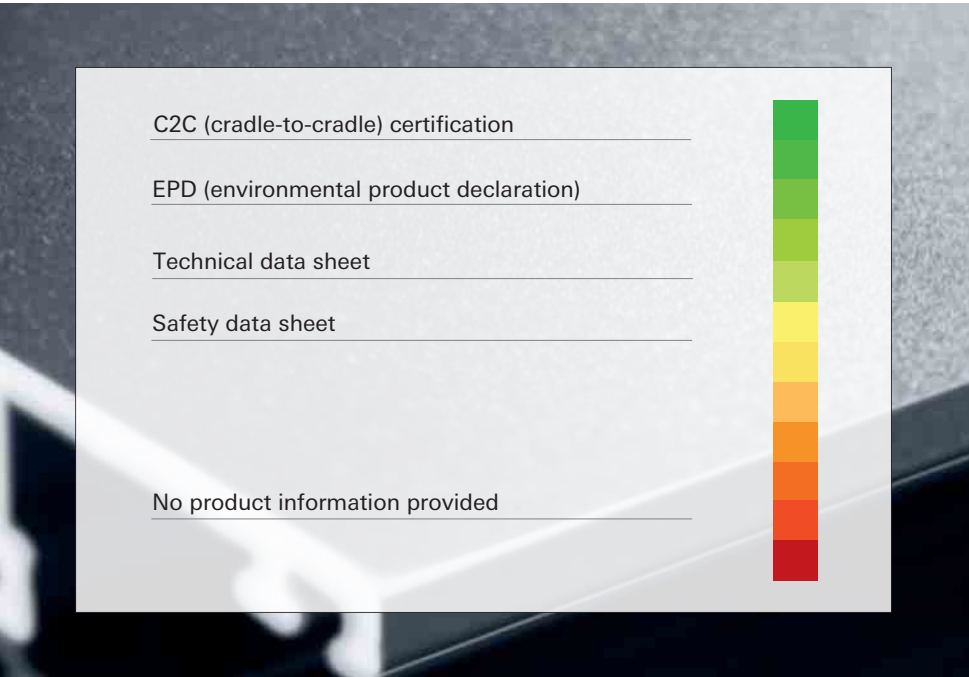 C2C (cradle-to-cradle) certification
EPD (environmental product declaration)
Technical data sheet
Safety data sheet
No product information provided